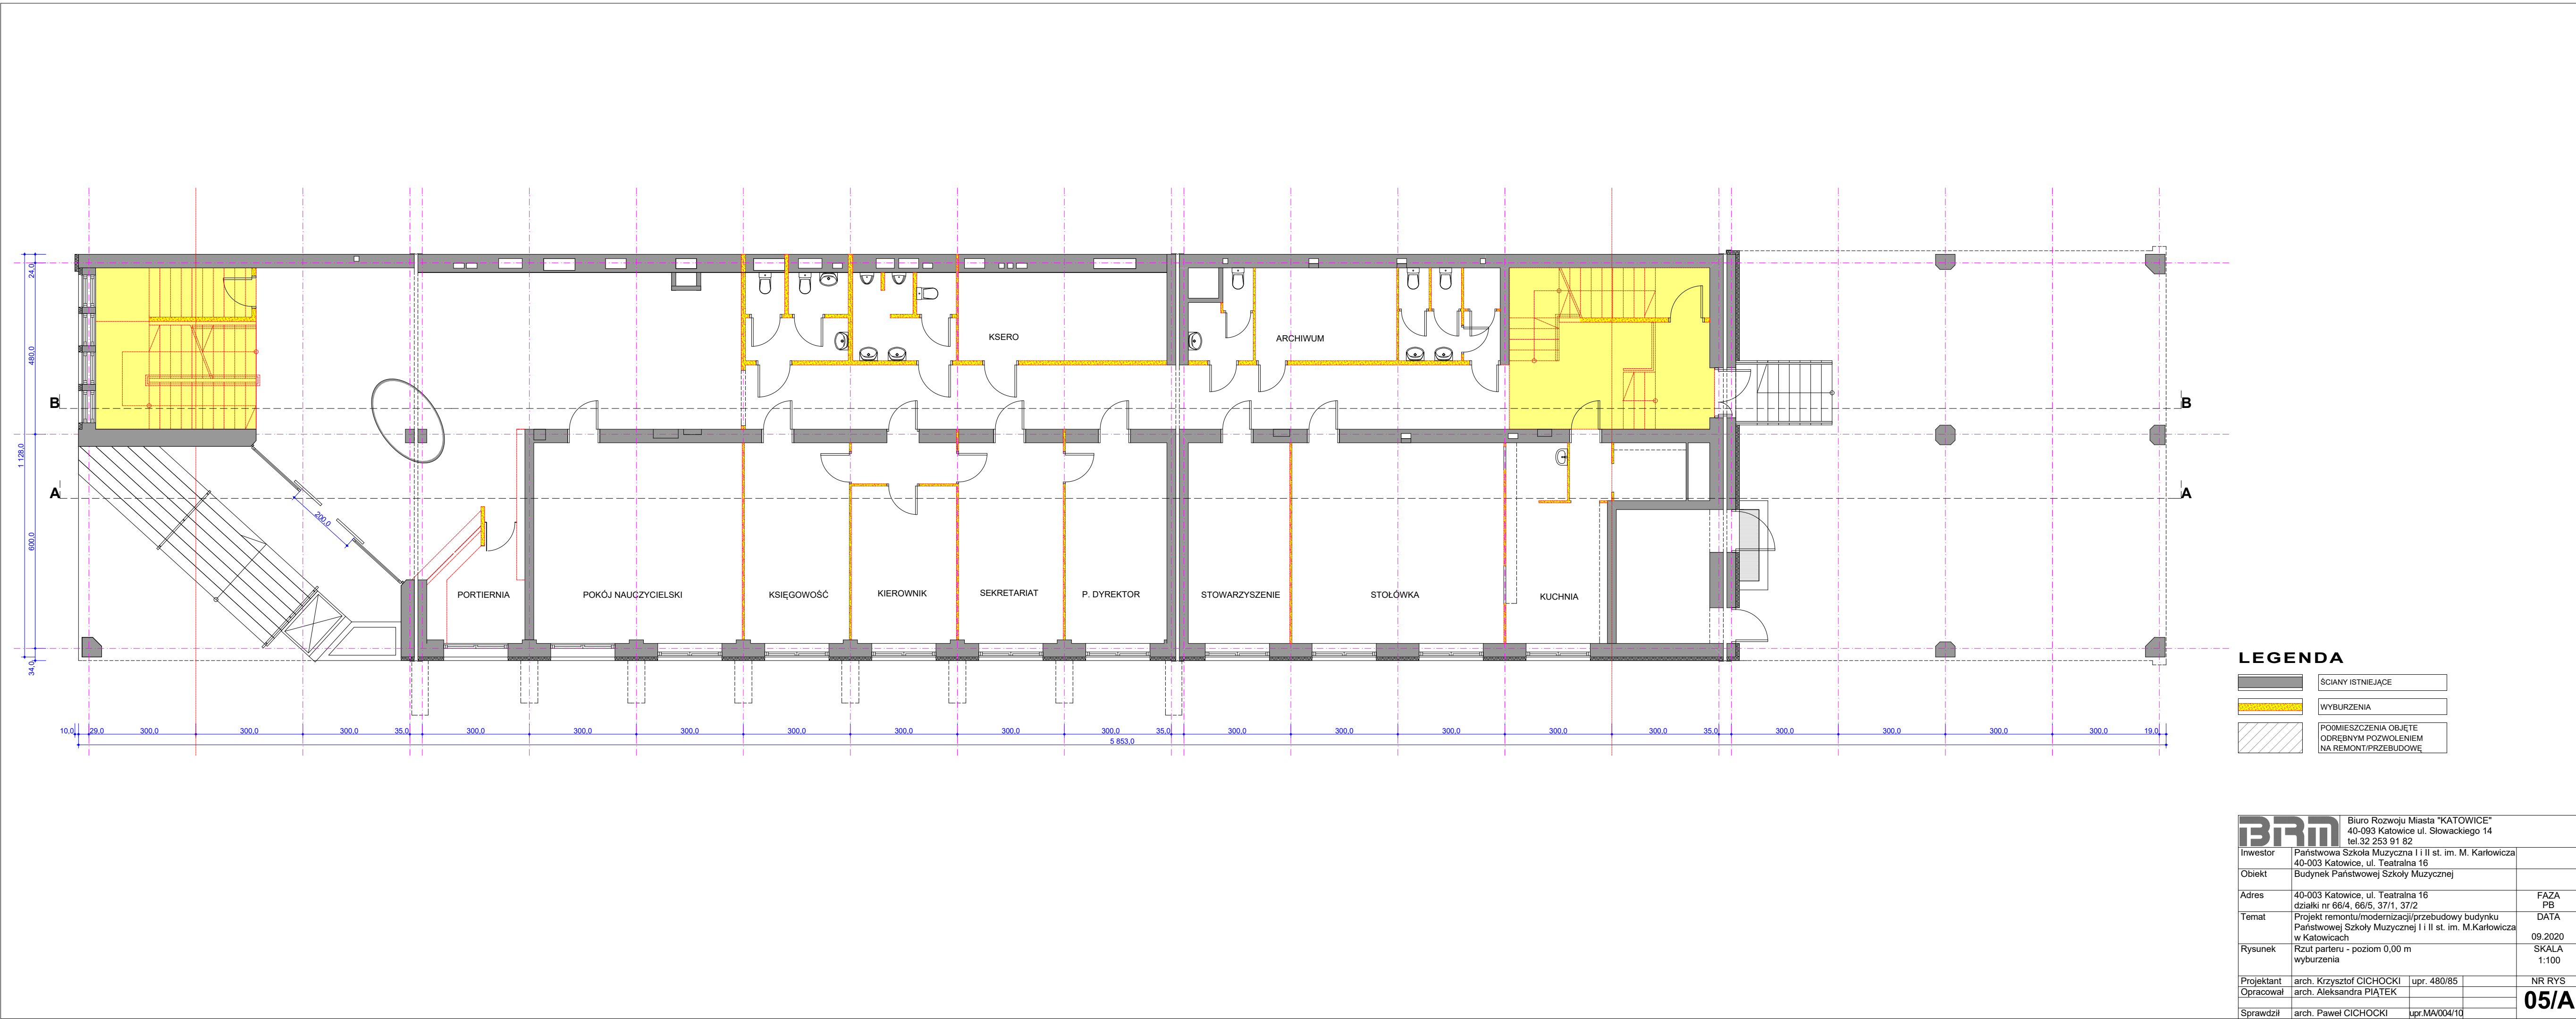 24,0
480,0
1 128,0
600,0
34,0
B
B
A
A
200,0
KSERO
ARCHIWUM
PORTIERNIA
POKÓJ NAUCZYCIELSKI
KSIĘGOWOŚĆ
KIEROWNIK
SEKRETARIAT
P. DYREKTOR
STOWARZYSZENIE
STOŁÓWKA
KUCHNIA
10,0 29,0 300,0 300,0 300,0 35,0 300,0 300,0 300,0 300,0 300,0 300,0 300,0 35,0 300,0 300,0 300,0 300,0 300,0 35,0 300,0 300,0 300,0 300,0 19,0
5 853,0
LEGENDA
ŚCIANY ISTNIEJĄCE
WYBURZENIA
PO0MIESZCZENIA OBJĘTE
ODRĘBNYM POZWOLENIEM
NA REMONT/PRZEBUDOWĘ
BRM
Biuro Rozwoju Miasta "KATOWICE"
40-093 Katowice ul. Słowackiego 14
tel.32 253 91 82
Inwestor Państwowa Szkoła Muzyczna I i II st. im. M. Karłowicza
40-003 Katowice, ul. Teatralna 16
Obiekt Budynek Państwowej Szkoły Muzycznej
Adres 40-003 Katowice, ul. Teatralna 16 FAZA
działki nr 66/4, 66/5, 37/1, 37/2 PB
Temat Projekt remontu/modernizacji/przebudowy budynku DATA
Państwowej Szkoły Muzycznej I i II st. im. M.Karłowicza
w Katowicach 09.2020
Rysunek Rzut parteru - poziom 0,00 m SKALA
wyburzenia 1:100
Projektant arch. Krzysztof CICHOCKI upr. 480/85 NR RYS
Opracował arch. Aleksandra PIĄTEK
05/A
Sprawdził arch. Paweł CICHOCKI upr.MA/004/10